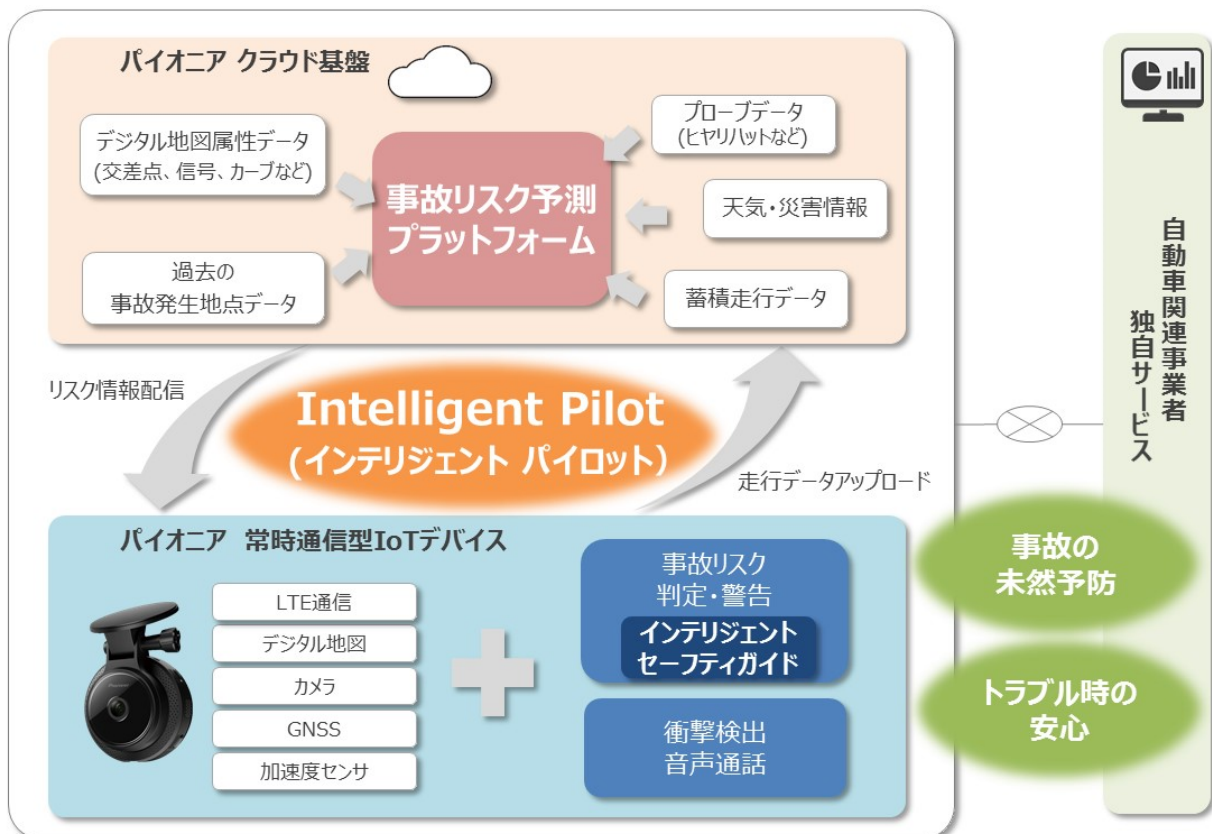 パイオニア クラウド基盤
デジタル地図属性データ
(交差点、信号、カーブなど)
過去の
事故発生地点データ
事故リスク予測
プラットフォーム
プローブデータ
(ヒヤリハットなど)
天気・災害情報
蓄積走行データ
リスク情報配信
Intelligent Pilot
(インテリジェント パイロット)
走行データアップロード
パイオニア 常時通信型IoTデバイス
LTE通信
デジタル地図
カメラ
GNSS
加速度センサ
事故リスク
判定・警告
インテリジェント
セーフティガイド
衝撃検出
音声通話
自動車関連事業者
独自サービス
事故の
未然予防
トラブル時の
安心